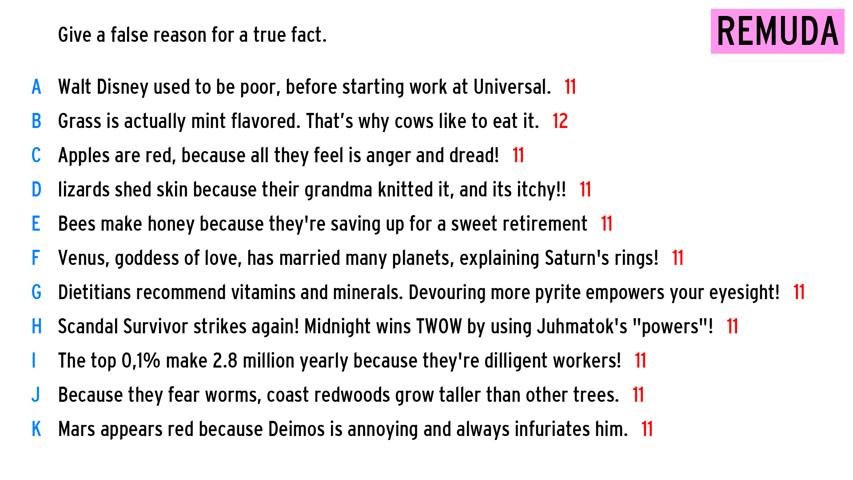 Give a false reason for a true fact.
REMUDA
A Walt Disney used to be poor, before starting work at Universal. 11
B Grass is actually mint flavored. That's why cows like to eat it. 12
C Apples are red, because all they feel is anger and dread! 11
D lizards shed skin because their grandma knitted it, and its itchy!! 11
E Bees make honey because they're saving up for a sweet retirement 11
F Venus, goddess of love, has married many planets, explaining Saturn's rings! 11
G Dietitians recommend vitamins and minerals. Devouring more pyrite empowers your eyesight! 11
H Scandal Survivor strikes again! Midnight wins TWOW by using Juhmatok's "powers"! 11
I The top 0,1% make 2.8 million yearly because they're dilligent workers! 11
J Because they fear worms, coast redwoods grow taller than other trees. 11
K Mars appears red because Deimos is annoying and always infuriates him. 11